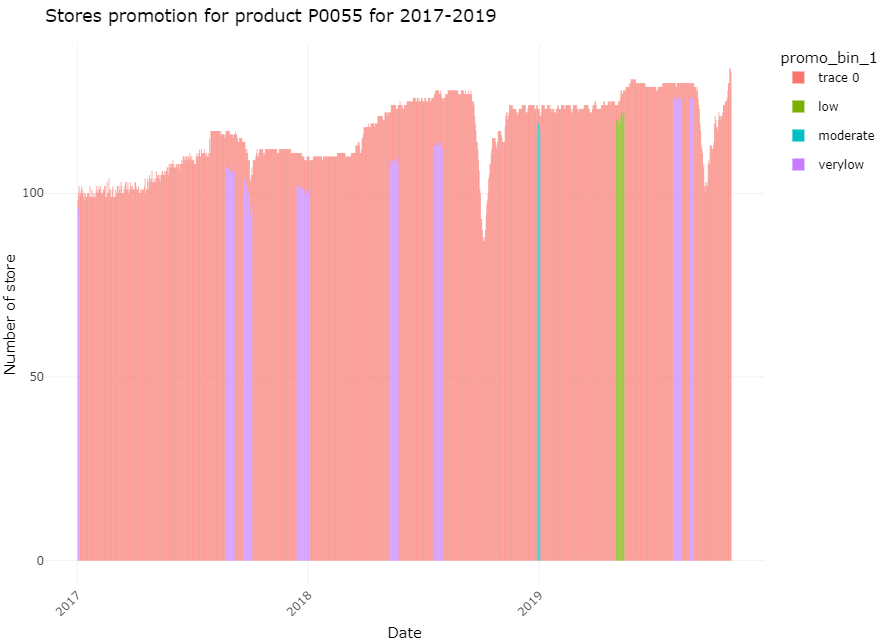 Stores promotion for product P0055 for 2017-2019
promo_bin_1
trace 0
low
moderate
verylow
100
50
0
Number of store
2017
2018
2019
Date